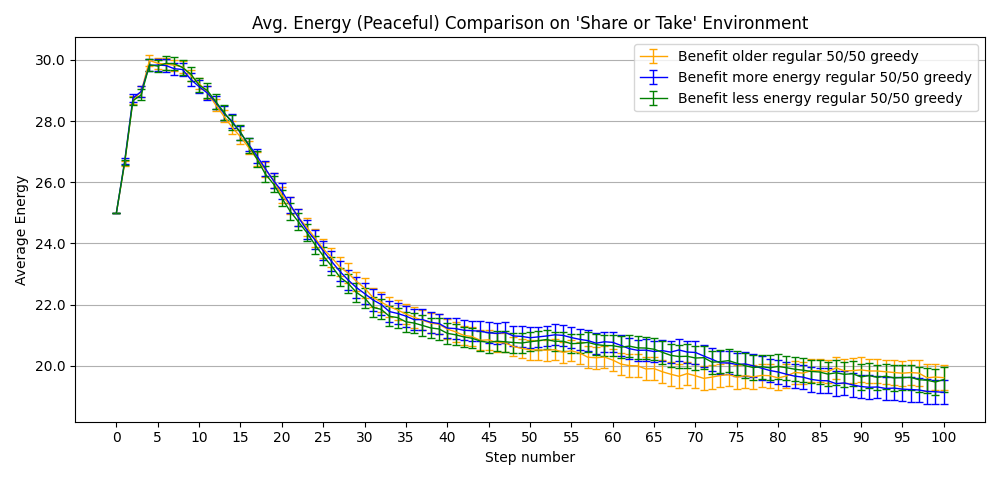 Avg. Energy (Peaceful) Comparison on 'Share or Take' Environment
Benefit older regular 50/50 greedy
Benefit more energy regular 50/50 greedy
Benefit less energy regular 50/50 greedy
Average Energy
30.0
28.0
26.0
24.0
22.0
20.0
0 5 10 15 20 25 30 35 40 45 50 55 60 65 70 75 80 85 90 95 100
Step number